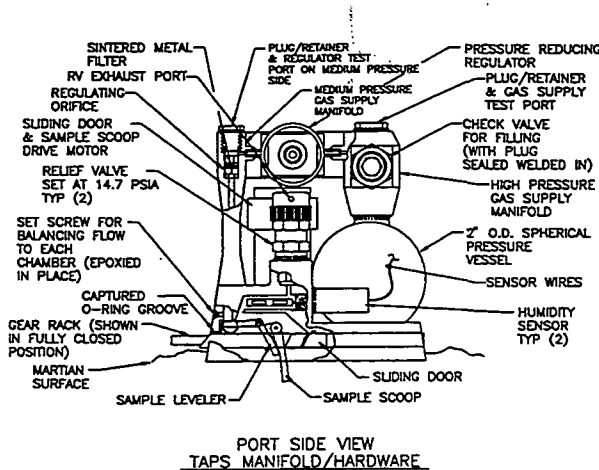 SINTERED METAL
FILTER
RV EXHAUST PORT
REGULATING
ORIFICE
SLIDING DOOR
& SAMPLE SCOOP
DRIVE MOTOR
RELIEF VALVE
SET AT 14.7 PSIA
TYP (2)
SET SCREW FOR
BALANCING FLOW
TO EACH
CHAMBER (EPOXIED
IN PLACE)
CAPTURED
O-RING GROOVE
GEAR RACK (SHOWN
IN FULLY CLOSED
POSITION)
MARTIAN
SURFACE
SAMPLE LEVELER
PLUG/RETAINER
& REGULATOR TEST
PORT ON MEDIUM PRESSURE
SIDE
MEDIUM PRESSURE
GAS SUPPLY
MANIFOLD
PRESSURE REDUCING
REGULATOR
PLUG/RETAINER
& GAS SUPPLY
TEST PORT
CHECK VALVE
FOR FILLING
(WITH PLUG
SEALED WELDED IN)
HIGH PRESSURE
GAS SUPPLY
MANIFOLD
2" O.D. SPHERICAL
PRESSURE
VESSEL
SENSOR WIRES
HUMIDITY
SENSOR
TYP (2)
SLIDING DOOR
SAMPLE SCOOP
PORT SIDE VIEW
TAPS MANIFOLD/HARDWARE